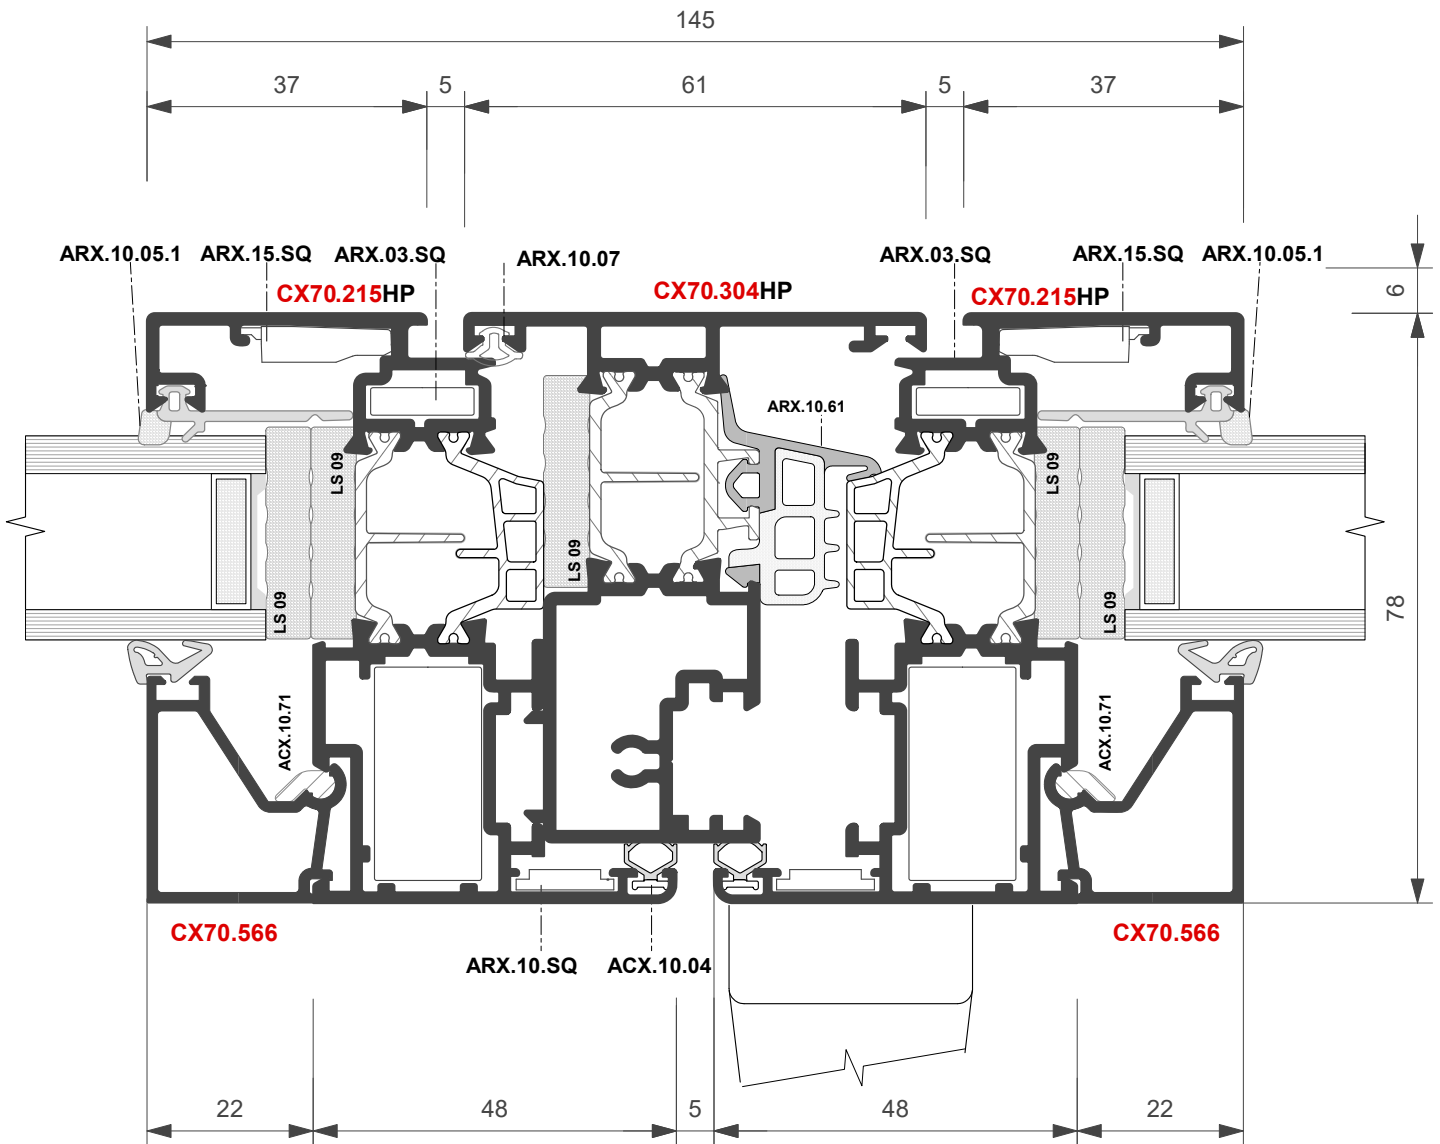 145
37 5 61 5 37
ARX.10.05.1 ARX.15.SQ ARX.03.SQ ARX.10.07 ARX.03.SQ ARX.15.SQ ARX.10.05.1
CX70.215HP CX70.304HP CX70.215HP
6
ARX.10.61
LS 09 LS 09
LS 09
LS 09 LS 09
78
ACX.10.71 ACX.10.71
CX70.566 CX70.566
ARX.10.SQ ACX.10.04
22 48 5 48 22